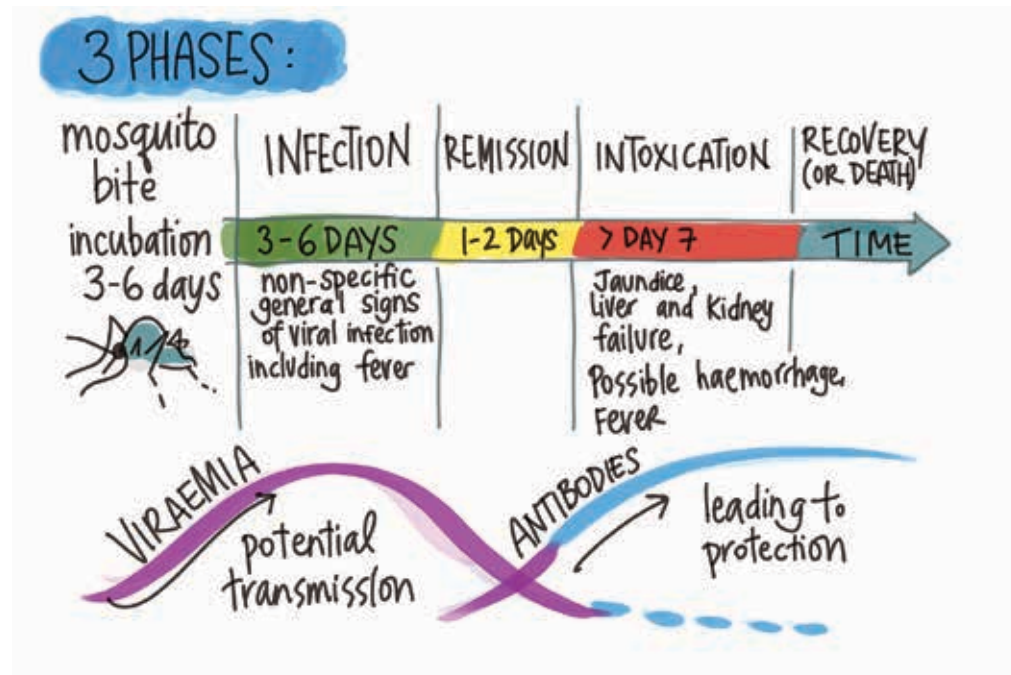 3 PHASES:
mosquito
bite
incubation
3-6 days
INFECTION
3-6 DAYS
non-specific
general signs
of viral infection
including fever
REMISSION
1-2 Days
INTOXICATION
> DAY 7
Jaundice,
liver and Kidney
failure,
Possible haemorrhage,
Fever
RECOVERY
(OR DEATH)
TIME
VIRAEMIA
potential
transmission
ANTIBODIES
leading to
protection